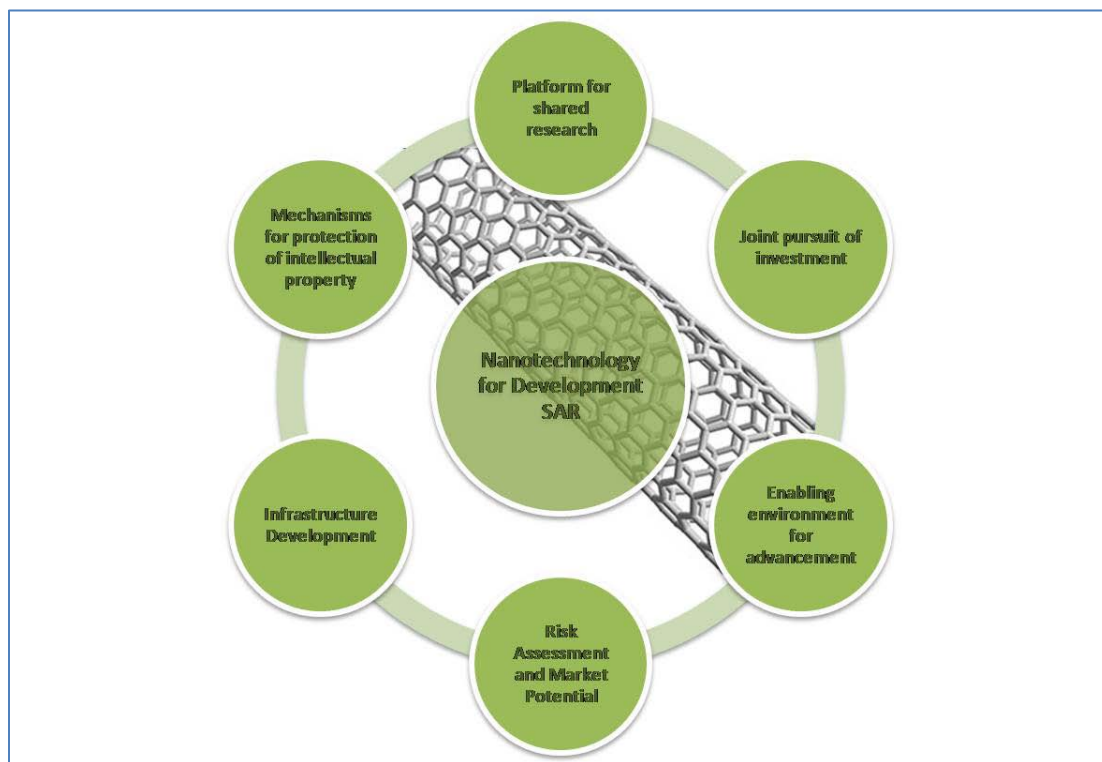 Platform for
shared
research
Mechanisms
for protection
of intellectual
property
Joint pursuit of
investment
Nanotechnology
for Development
SAR
Infrastructure
Development
Enabling
environment
for
advancement
Risk
Assessment
and Market
Potential